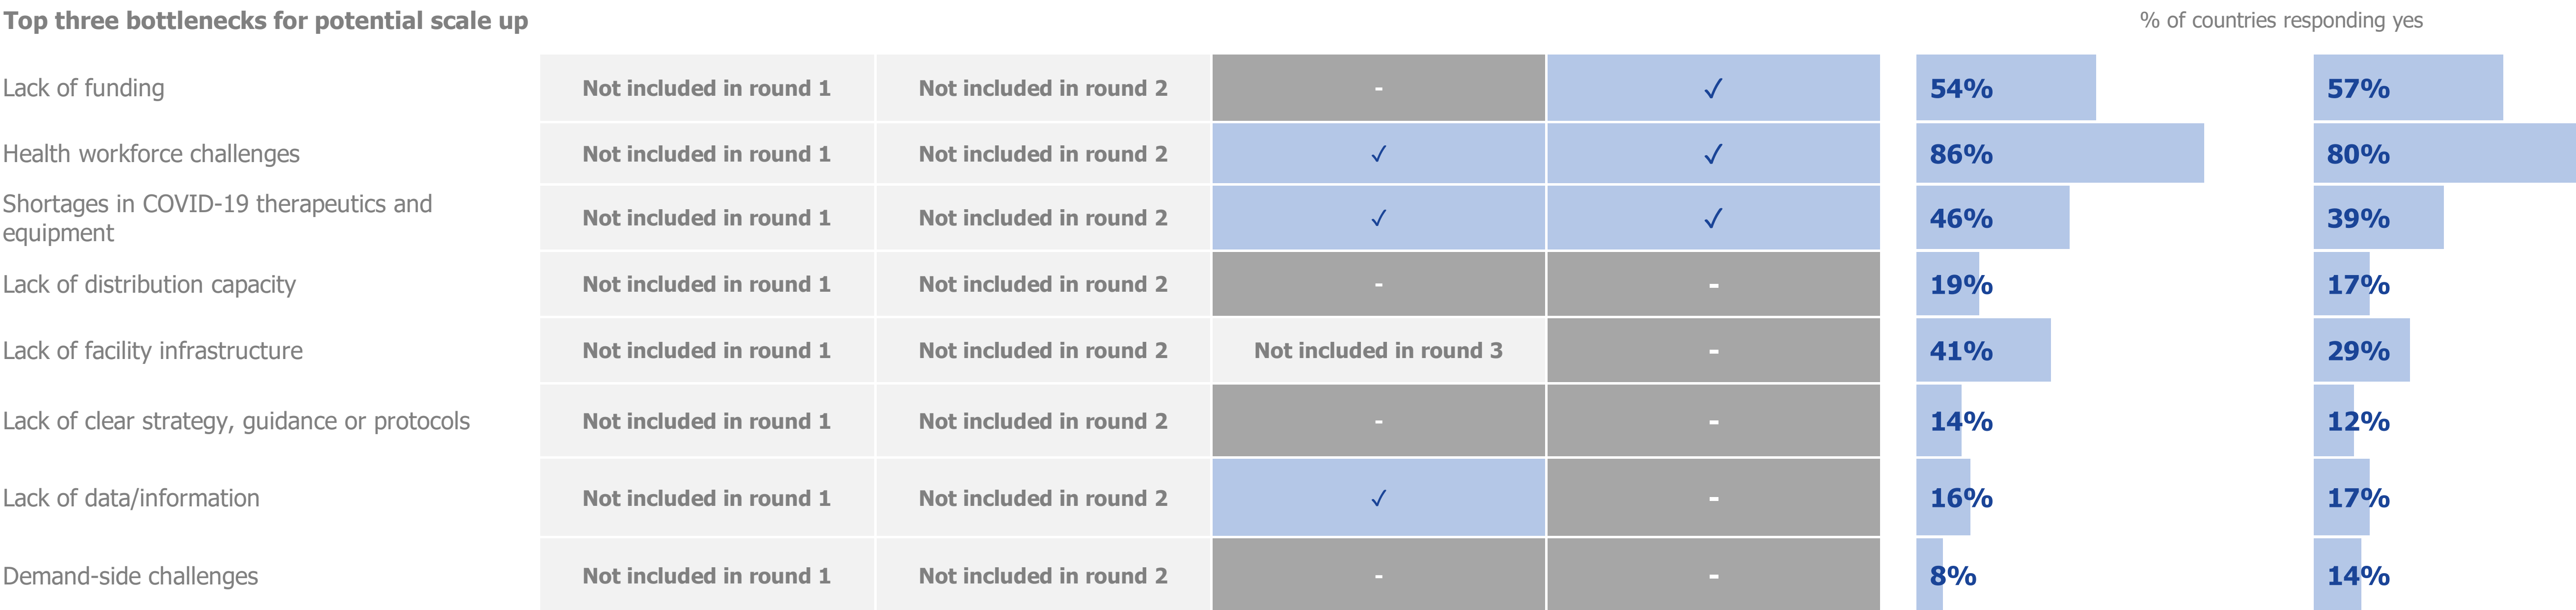 Top three bottlenecks for potential scale up % of countries responding yes
Lack of funding Not included in round 1 Not included in round 2 - ✓ 54% 57%
Health workforce challenges Not included in round 1 Not included in round 2 ✓ ✓ 86% 80%
Shortages in COVID-19 therapeutics and
equipment Not included in round 1 Not included in round 2 ✓ ✓ 46% 39%
Lack of distribution capacity Not included in round 1 Not included in round 2 - - 19% 17%
Lack of facility infrastructure Not included in round 1 Not included in round 2 Not included in round 3 - 41% 29%
Lack of clear strategy, guidance or protocols Not included in round 1 Not included in round 2 - - 14% 12%
Lack of data/information Not included in round 1 Not included in round 2 ✓ - 16% 17%
Demand-side challenges Not included in round 1 Not included in round 2 - - 8% 14%